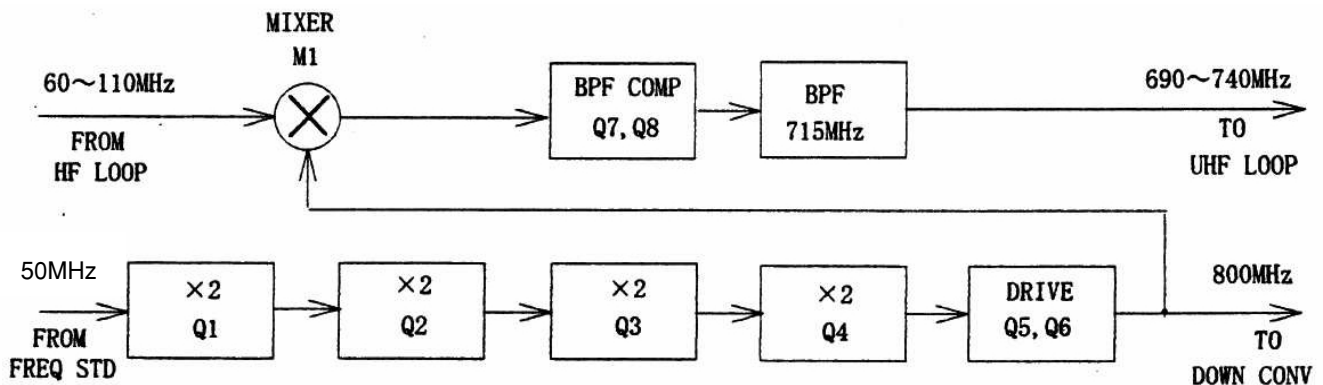 MIXER
M1
60～110MHz
FROM
HF LOOP
BPF COMP
Q7, Q8
BPF
715MHz
690～740MHz
TO
UHF LOOP
50MHz
FROM
FREQ STD
×2
Q1
×2
Q2
×2
Q3
×2
Q4
DRIVE
Q5, Q6
800MHz
TO
DOWN CONV